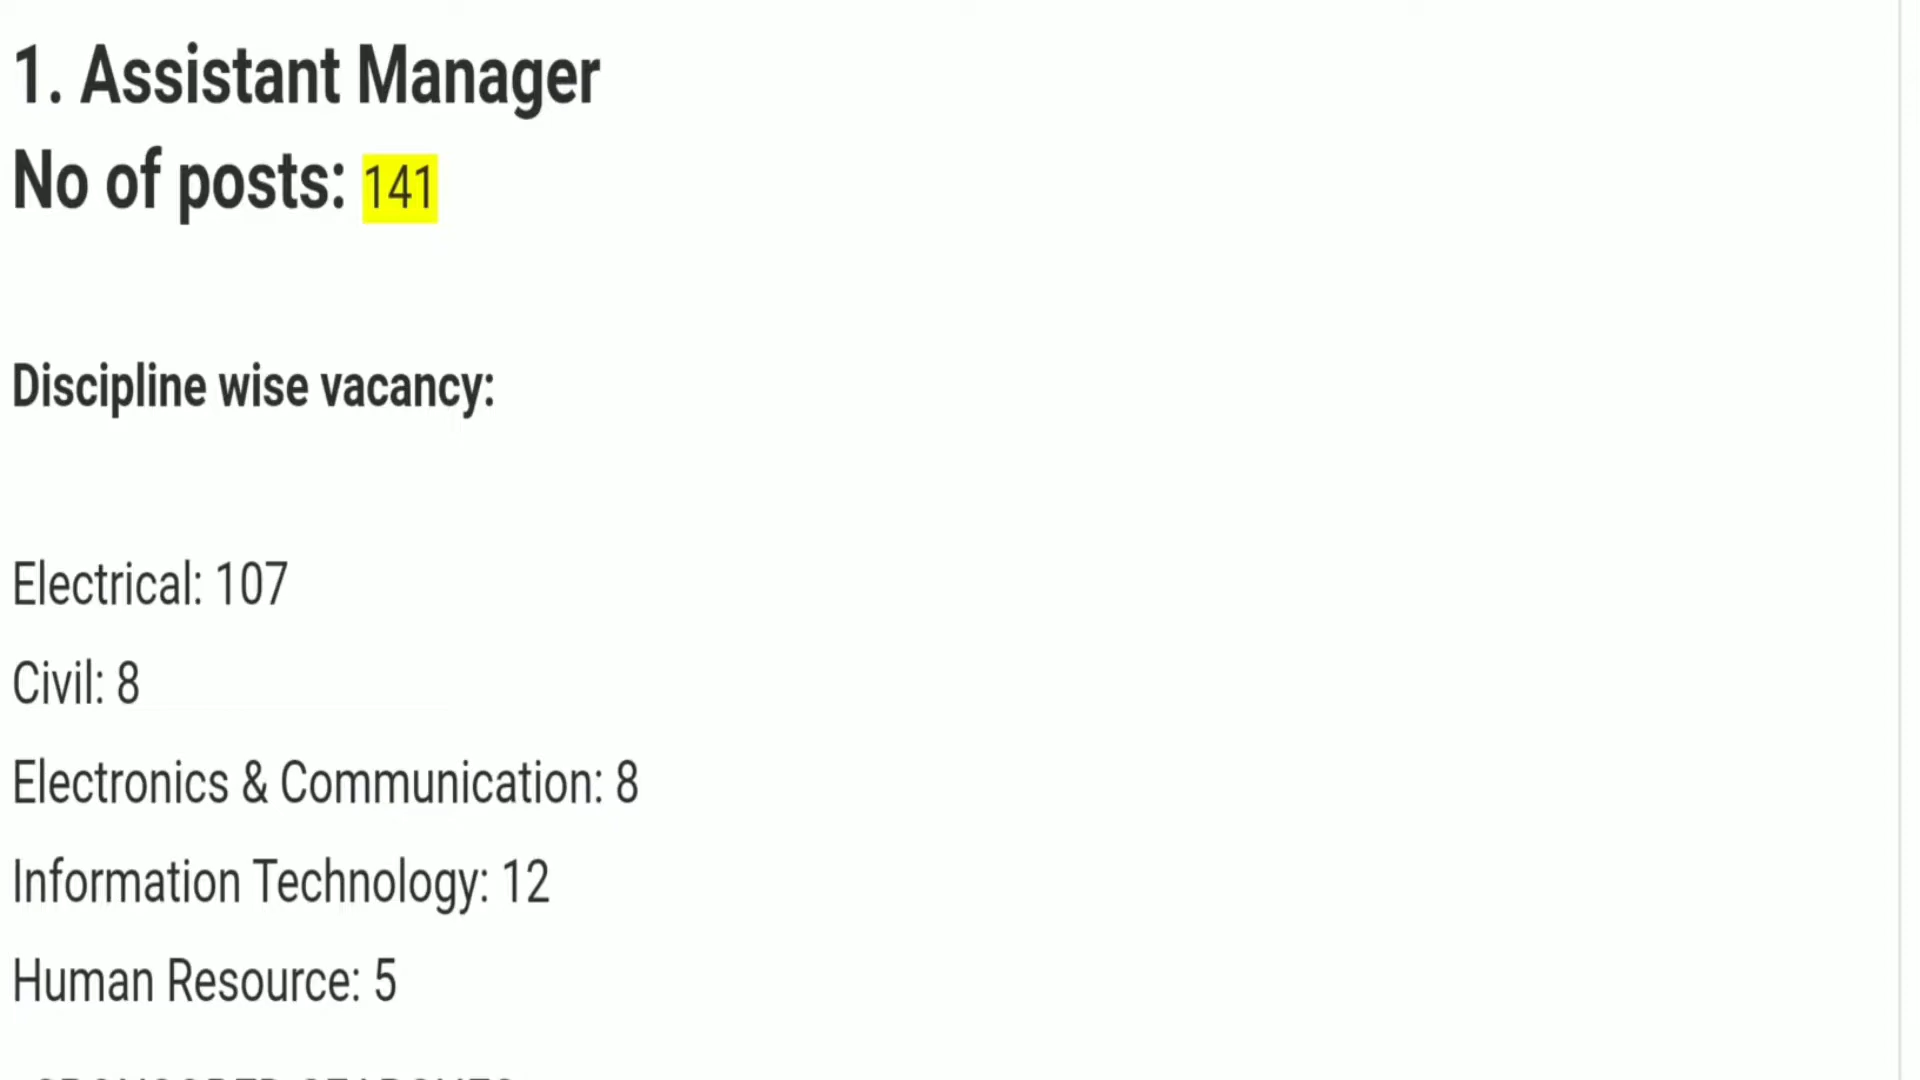 1. Assistant Manager
No of posts: 141
Discipline wise vacancy:
Electrical: 107
Civil: 8
Electronics & Communication: 8
Information Technology: 12
Human Resource: 5